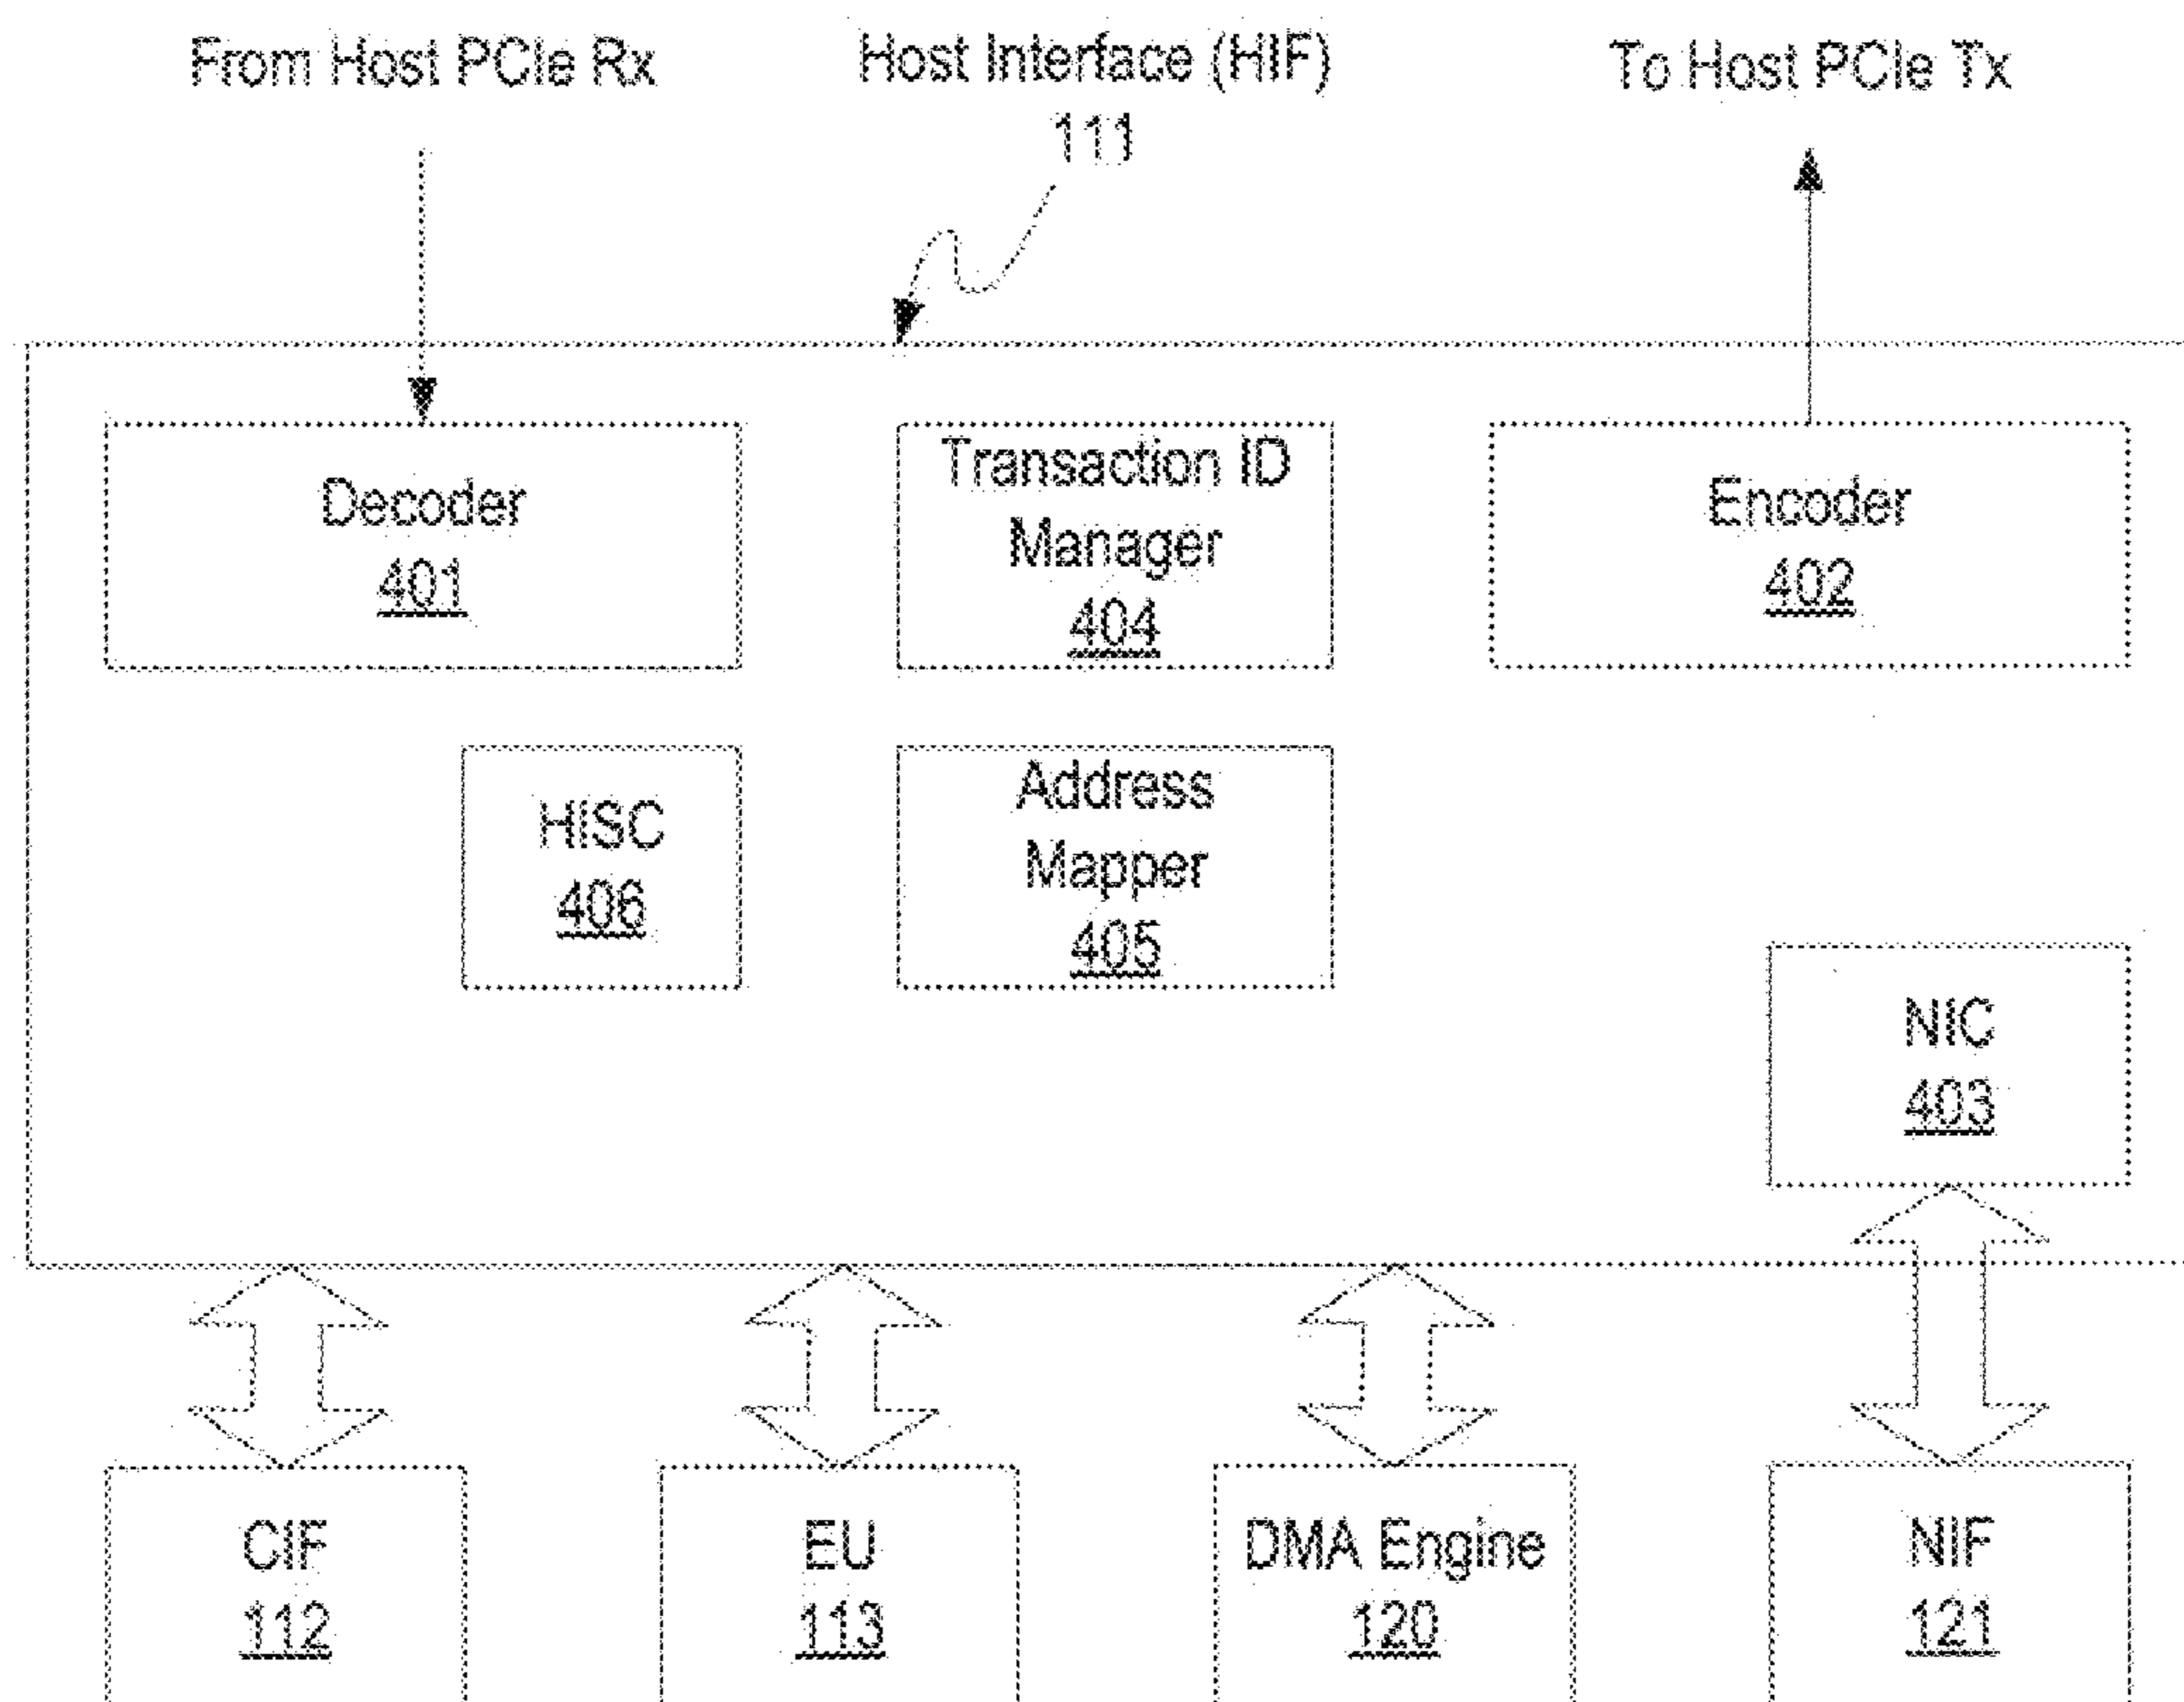 From Host PCIe Rx
Host Interface (HIF)
111
To Host PCIe Tx
Decoder
401
Transaction ID
Manager
404
Encoder
402
HISC
406
Address
Mapper
405
NIC
403
CIF
112
EU
113
DMA Engine
120
NIF
121